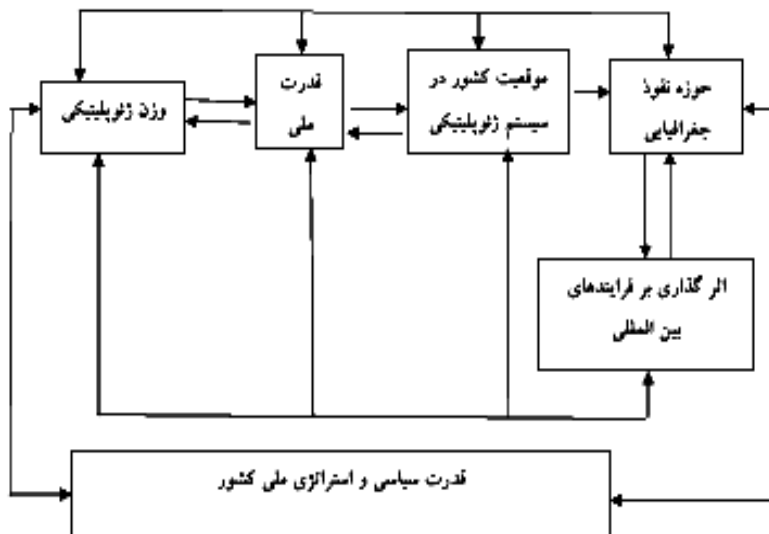 حوزه نفوذ
جغرافیایی
موقعیت کشور در
سیستم ژئوپلیتیکی
قدرت
ملی
وزن ژئوپلیتیکی
اثر گذاری بر فرایندهای
بین المللی
قدرت سیاسی و استراتژی ملی کشور